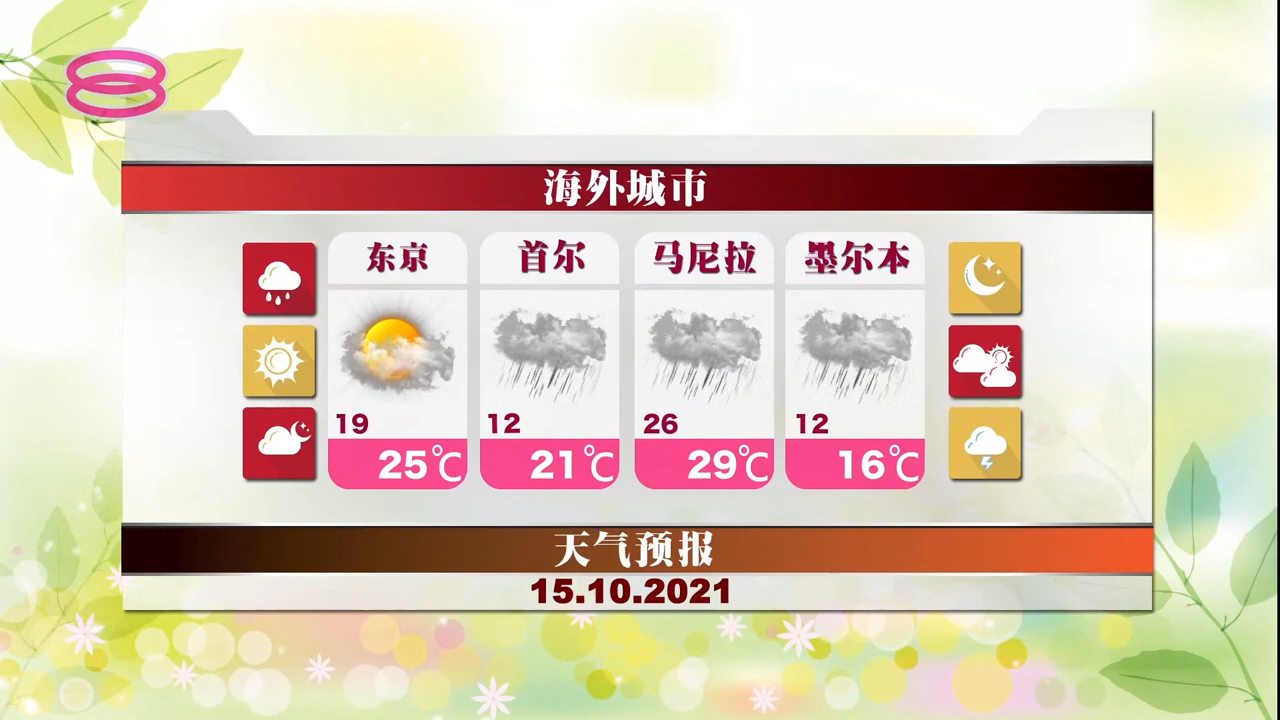 海外城市
东京 首尔 马尼拉 墨尔本
19 12 26 12
25℃ 21℃ 29℃ 16℃
天气预报
15.10.2021